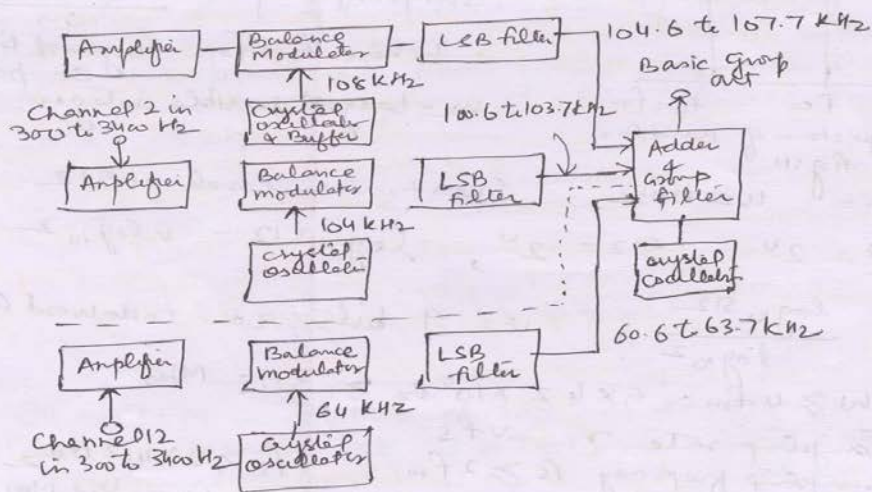 Amplifier
Balance
Modulator
LSB filter
104.6 to 107.7 KHz
Basic Group
out
108 KHz
Channel 2 in
300 to 3400 Hz
Crystal
oscillator
& Buffer
100.6 to 103.7 KHz
Amplifier
Balance
modulator
LSB
filter
Adder
&
Group
filter
104 KHz
Crystal
oscillator
Crystal
oscillator
60.6 to 63.7 KHz
Amplifier
Balance
modulator
LSB
filter
64 KHz
Channel 12
in 300 to 3400 Hz
Crystal
oscillator